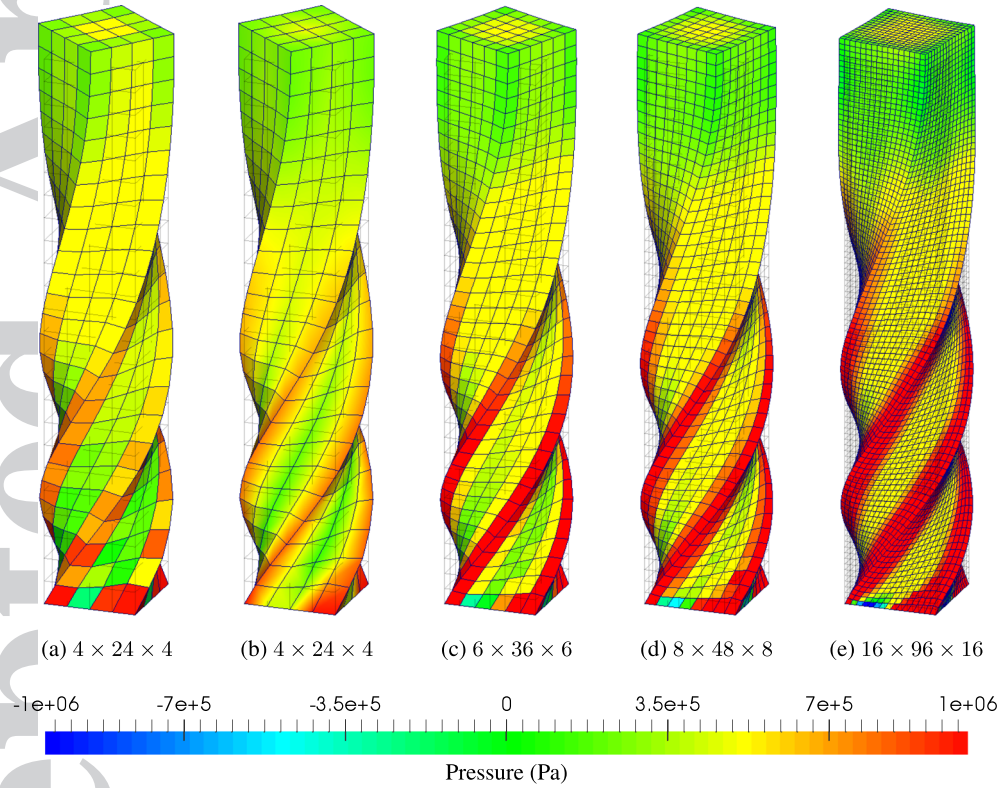 (a) 4 × 24 × 4 (b) 4 × 24 × 4 (c) 6 × 36 × 6 (d) 8 × 48 × 8 (e) 16 × 96 × 16
-1e+06 -7e+5 -3.5e+5 0 3.5e+5 7e+5 1e+06
Pressure (Pa)